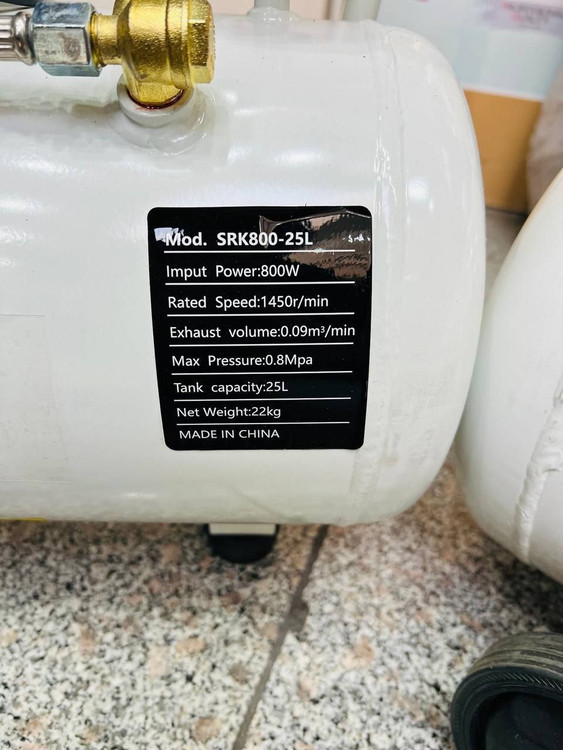 Mod. SRK800-25L
Imput Power:800W
Rated Speed:1450r/min
Exhaust volume:0.09m³/min
Max Pressure:0.8Mpa
Tank capacity:25L
Net Weight:22kg
MADE IN CHINA